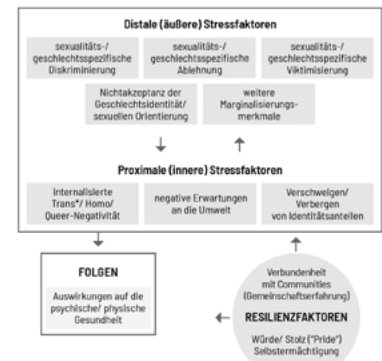 Distale (äußere) Stressfaktoren
sexualitäts-/
geschlechtsspezifische
Diskriminierung
sexualitäts-/
geschlechtsspezifische
Ablehnung
sexualitäts-/
geschlechtsspezifische
Viktimisierung
Nichtakzeptanz der
Geschlechtsidentität/
sexuellen Orientierung
weitere
Marginalisierungs-
merkmale
Proximale (innere) Stressfaktoren
Internalisierte
Trans*/ Homo/
Queer-Negativität
negative Erwartungen
an die Umwelt
Verschweigen/
Verbergen
von Identitätsanteilen
FOLGEN
Auswirkungen auf die
psychische/ physische
Gesundheit
Verbundenheit
mit Communities
(Gemeinschaftserfahrung)
RESILIENZFAKTOREN
Würde/ Stolz ("Pride")
Selbstermächtigung